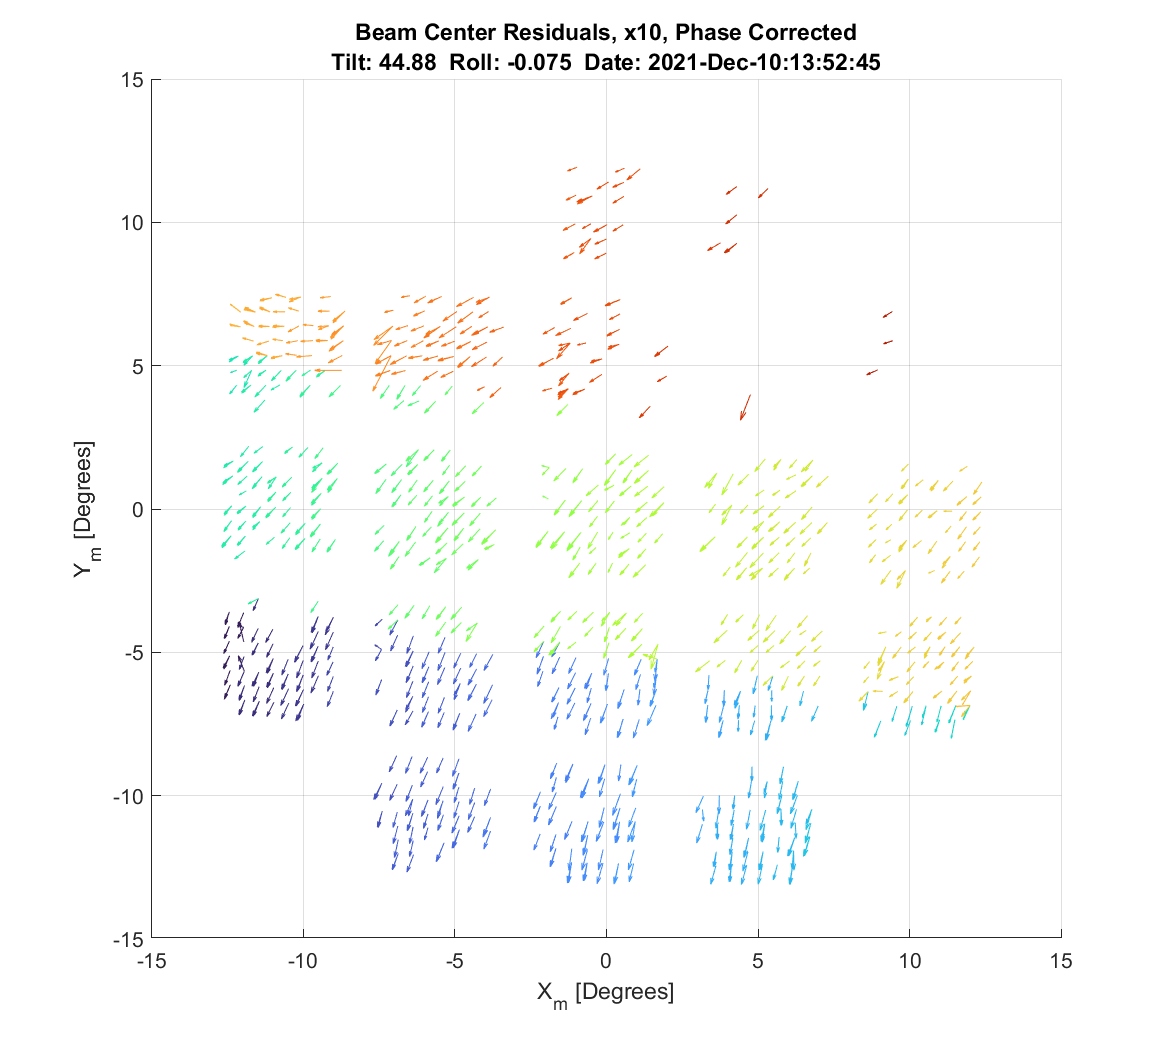 Beam Center Residuals, x10, Phase Corrected
Tilt: 44.88 Roll: -0.075 Date: 2021-Dec-10:13:52:45
15
10
5
0
-5
-10
-15
Y_m [Degrees]
-15 -10 -5 0 5 10 15
X_m [Degrees]